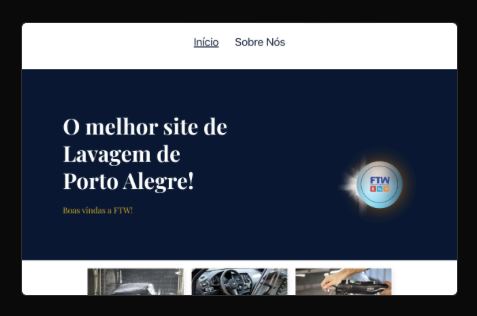 Início Sobre Nós
O melhor site de
Lavagem de
Porto Alegre!
Boas vindas a FTW!
FTW